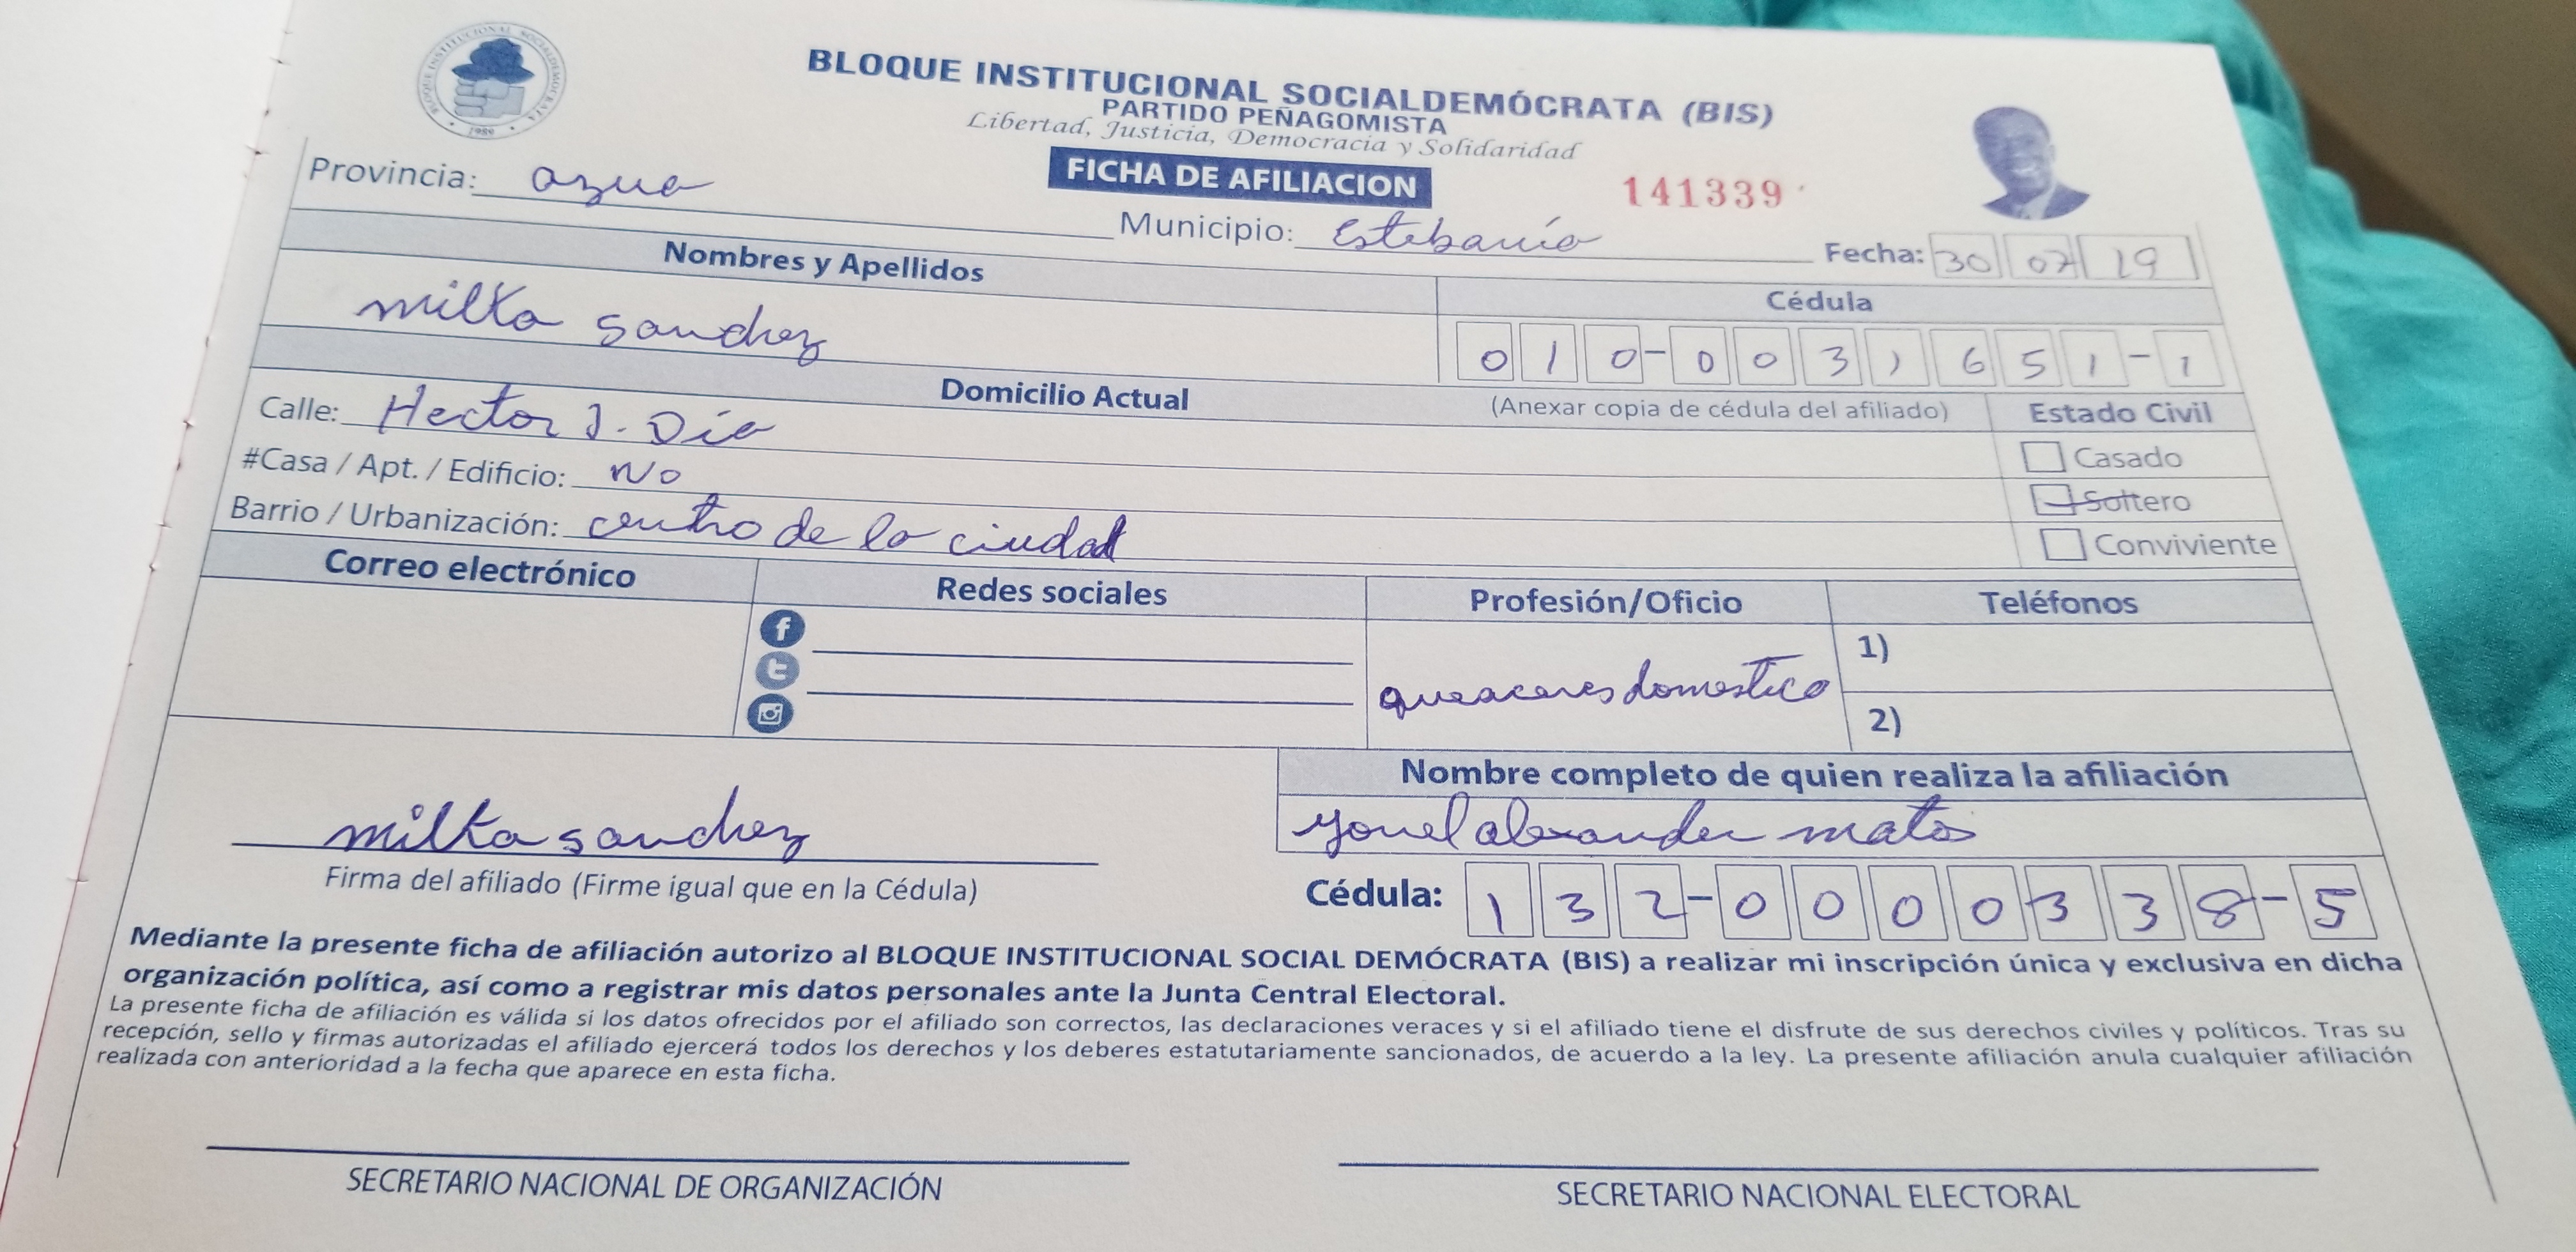 BLOQUE INSTITUCIONAL SOCIALDEMÓCRATA
1989
BLOQUE INSTITUCIONAL SOCIALDEMÓCRATA (BIS)
PARTIDO PEÑAGOMISTA
Libertad, Justicia, Democracia y Solidaridad
FICHA DE AFILIACION 141339
Provincia: azua Municipio: Estebanía Fecha: 30 07 19
Nombres y Apellidos Cédula
milka sanchez 010-0031651-1
Domicilio Actual (Anexar copia de cédula del afiliado) Estado Civil
Calle: Hector J. Día Casado
#Casa / Apt. / Edificio: No Soltero
Barrio / Urbanización: centro de la ciudad Conviviente
Correo electrónico Redes sociales Profesión/Oficio Teléfonos
f 1)
queaceres domestico
2)
Nombre completo de quien realiza la afiliación
milka sanchez yonel alexander matos
Firma del afiliado (Firme igual que en la Cédula) Cédula: 132-0000338-5
Mediante la presente ficha de afiliación autorizo al BLOQUE INSTITUCIONAL SOCIAL DEMÓCRATA (BIS) a realizar mi inscripción única y exclusiva en dicha
organización política, así como a registrar mis datos personales ante la Junta Central Electoral.
La presente ficha de afiliación es válida si los datos ofrecidos por el afiliado son correctos, las declaraciones veraces y si el afiliado tiene el disfrute de sus derechos civiles y políticos. Tras su
recepción, sello y firmas autorizadas el afiliado ejercerá todos los derechos y los deberes estatutariamente sancionados, de acuerdo a la ley. La presente afiliación anula cualquier afiliación
realizada con anterioridad a la fecha que aparece en esta ficha.
SECRETARIO NACIONAL DE ORGANIZACIÓN SECRETARIO NACIONAL ELECTORAL